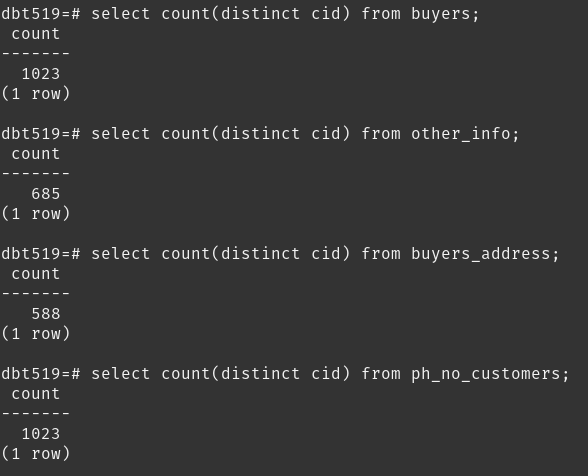 dbt519=# select count(distinct cid) from buyers;
 count
-------
  1023
(1 row)

dbt519=# select count(distinct cid) from other_info;
 count
-------
   685
(1 row)

dbt519=# select count(distinct cid) from buyers_address;
 count
-------
   588
(1 row)

dbt519=# select count(distinct cid) from ph_no_customers;
 count
-------
  1023
(1 row)